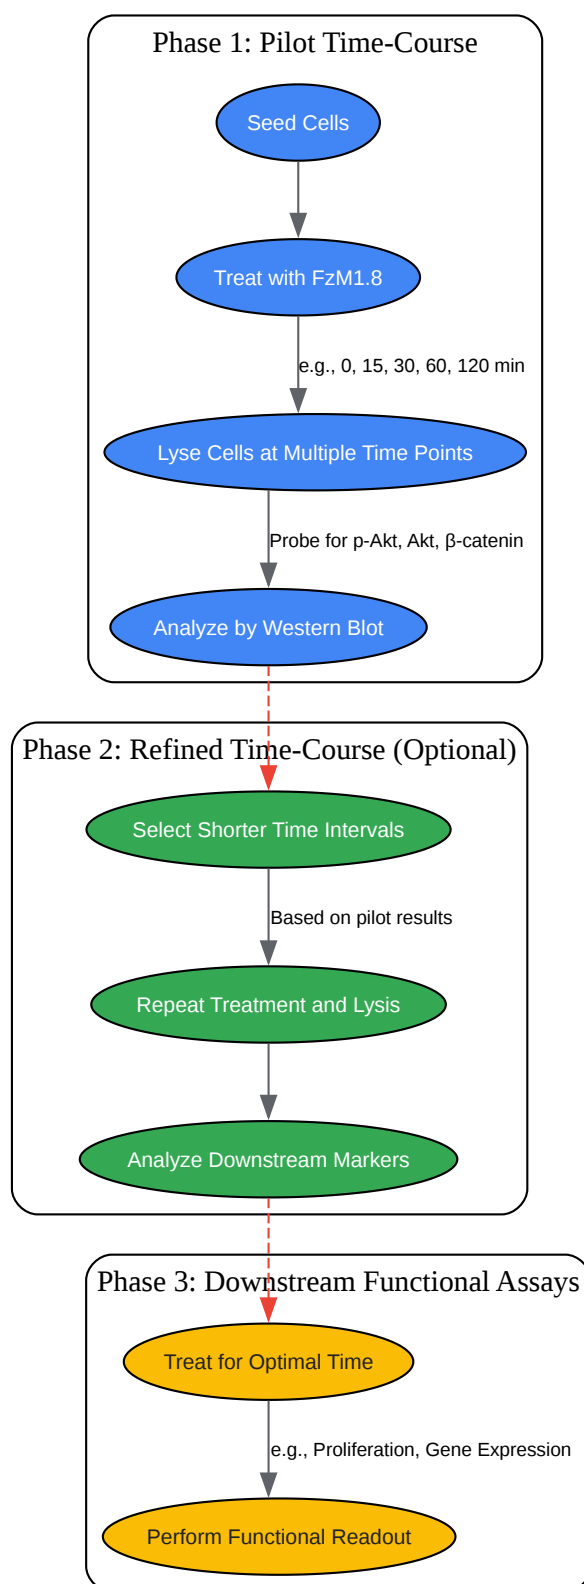 Phase 1: Pilot Time-Course
Seed Cells
Treat with FzM1.8
e.g., 0, 15, 30, 60, 120 min
Lyse Cells at Multiple Time Points
Probe for p-Akt, Akt, β-catenin
Analyze by Western Blot
Phase 2: Refined Time-Course (Optional)
Select Shorter Time Intervals
Based on pilot results
Repeat Treatment and Lysis
Analyze Downstream Markers
Phase 3: Downstream Functional Assays
Treat for Optimal Time
e.g., Proliferation, Gene Expression
Perform Functional Readout